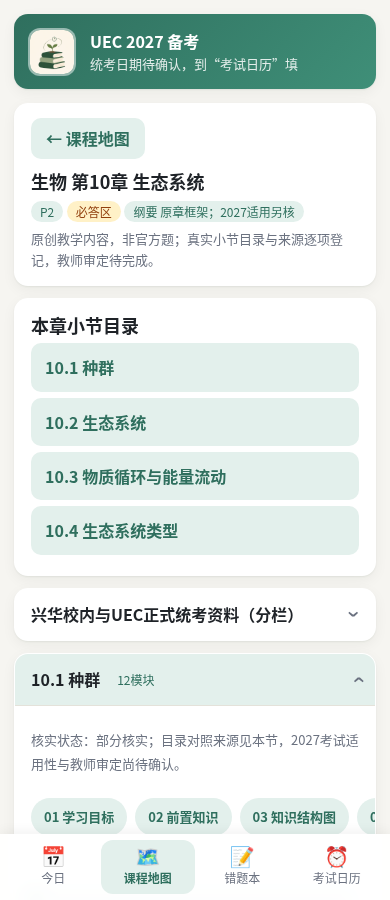 UEC 2027 备考
统考日期待确认，到“考试日历”填
← 课程地图
生物 第10章 生态系统
P2 必答区 纲要 原章框架；2027适用另核
原创教学内容，非官方题；真实小节目录与来源逐项登
记，教师审定待完成。
本章小节目录
10.1 种群
10.2 生态系统
10.3 物质循环与能量流动
10.4 生态系统类型
兴华校内与UEC正式统考资料（分栏）
10.1 种群 12模块
核实状态：部分核实；目录对照来源见本节，2027考试适
用性与教师审定尚待确认。
01 学习目标 02 前置知识 03 知识结构图
今日 课程地图 错题本 考试日历